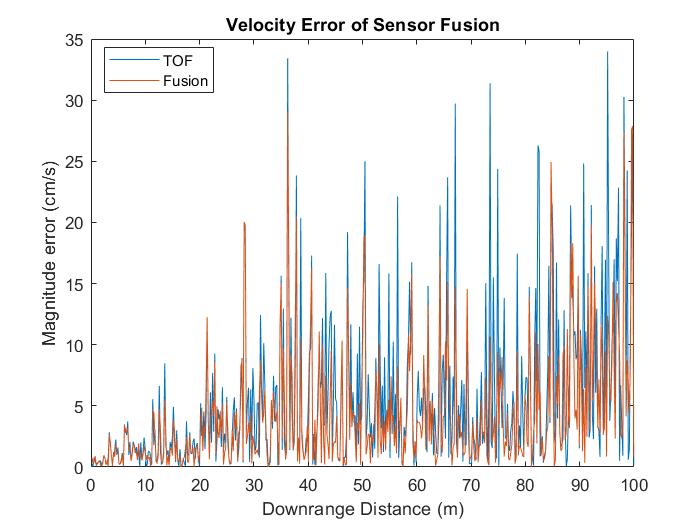 Velocity Error of Sensor Fusion
35
30
25
20
15
10
5
0
Magnitude error (cm/s)
TOF
Fusion
0 10 20 30 40 50 60 70 80 90 100
Downrange Distance (m)